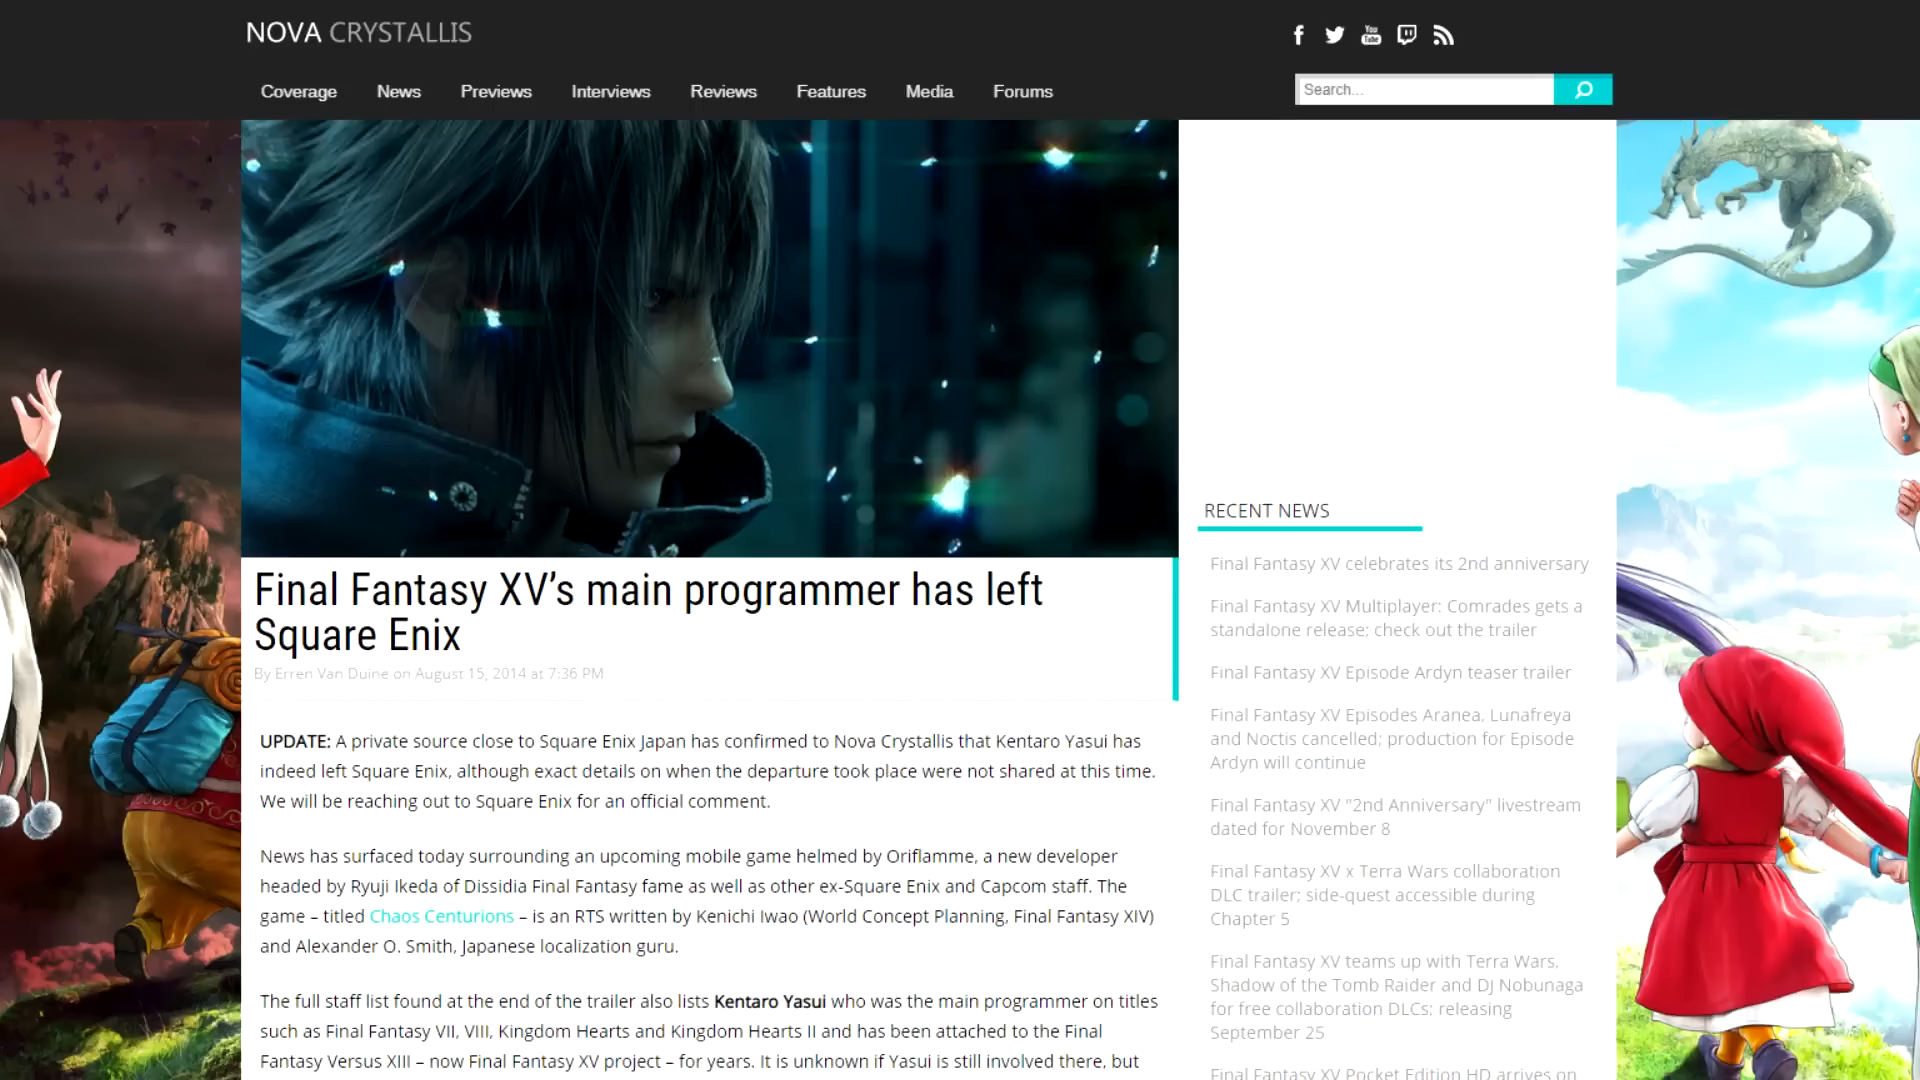 NOVA CRYSTALLIS
Coverage News Previews Interviews Reviews Features Media Forums
Search...
Final Fantasy XV’s main programmer has left
Square Enix
By Erren Van Duine on August 15, 2014 at 7:36 PM
UPDATE: A private source close to Square Enix Japan has confirmed to Nova Crystallis that Kentaro Yasui has
indeed left Square Enix, although exact details on when the departure took place were not shared at this time.
We will be reaching out to Square Enix for an official comment.
News has surfaced today surrounding an upcoming mobile game helmed by Oriflamme, a new developer
headed by Ryuji Ikeda of Dissidia Final Fantasy fame as well as other ex-Square Enix and Capcom staff. The
game – titled Chaos Centurions – is an RTS written by Kenichi Iwao (World Concept Planning, Final Fantasy XIV)
and Alexander O. Smith, Japanese localization guru.
The full staff list found at the end of the trailer also lists Kentaro Yasui who was the main programmer on titles
such as Final Fantasy VII, VIII, Kingdom Hearts and Kingdom Hearts II and has been attached to the Final
Fantasy Versus XIII – now Final Fantasy XV project – for years. It is unknown if Yasui is still involved there, but
RECENT NEWS
Final Fantasy XV celebrates its 2nd anniversary
Final Fantasy XV Multiplayer: Comrades gets a
standalone release; check out the trailer
Final Fantasy XV Episode Ardyn teaser trailer
Final Fantasy XV Episodes Aranea, Lunafreya
and Noctis cancelled; production for Episode
Ardyn will continue
Final Fantasy XV "2nd Anniversary" livestream
dated for November 8
Final Fantasy XV x Terra Wars collaboration
DLC trailer; side-quest accessible during
Chapter 5
Final Fantasy XV teams up with Terra Wars,
Shadow of the Tomb Raider and DJ Nobunaga
for free collaboration DLCs; releasing
September 25
Final Fantasy XV Pocket Edition HD arrives on